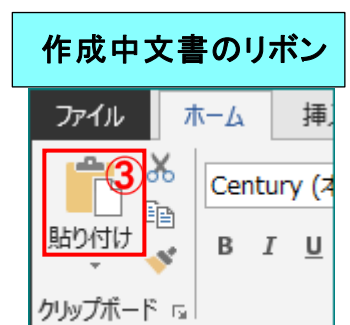 作成中文書のリボン
ファイル ホーム 挿
③
Century (本
貼り付け
B I U
クリップボード